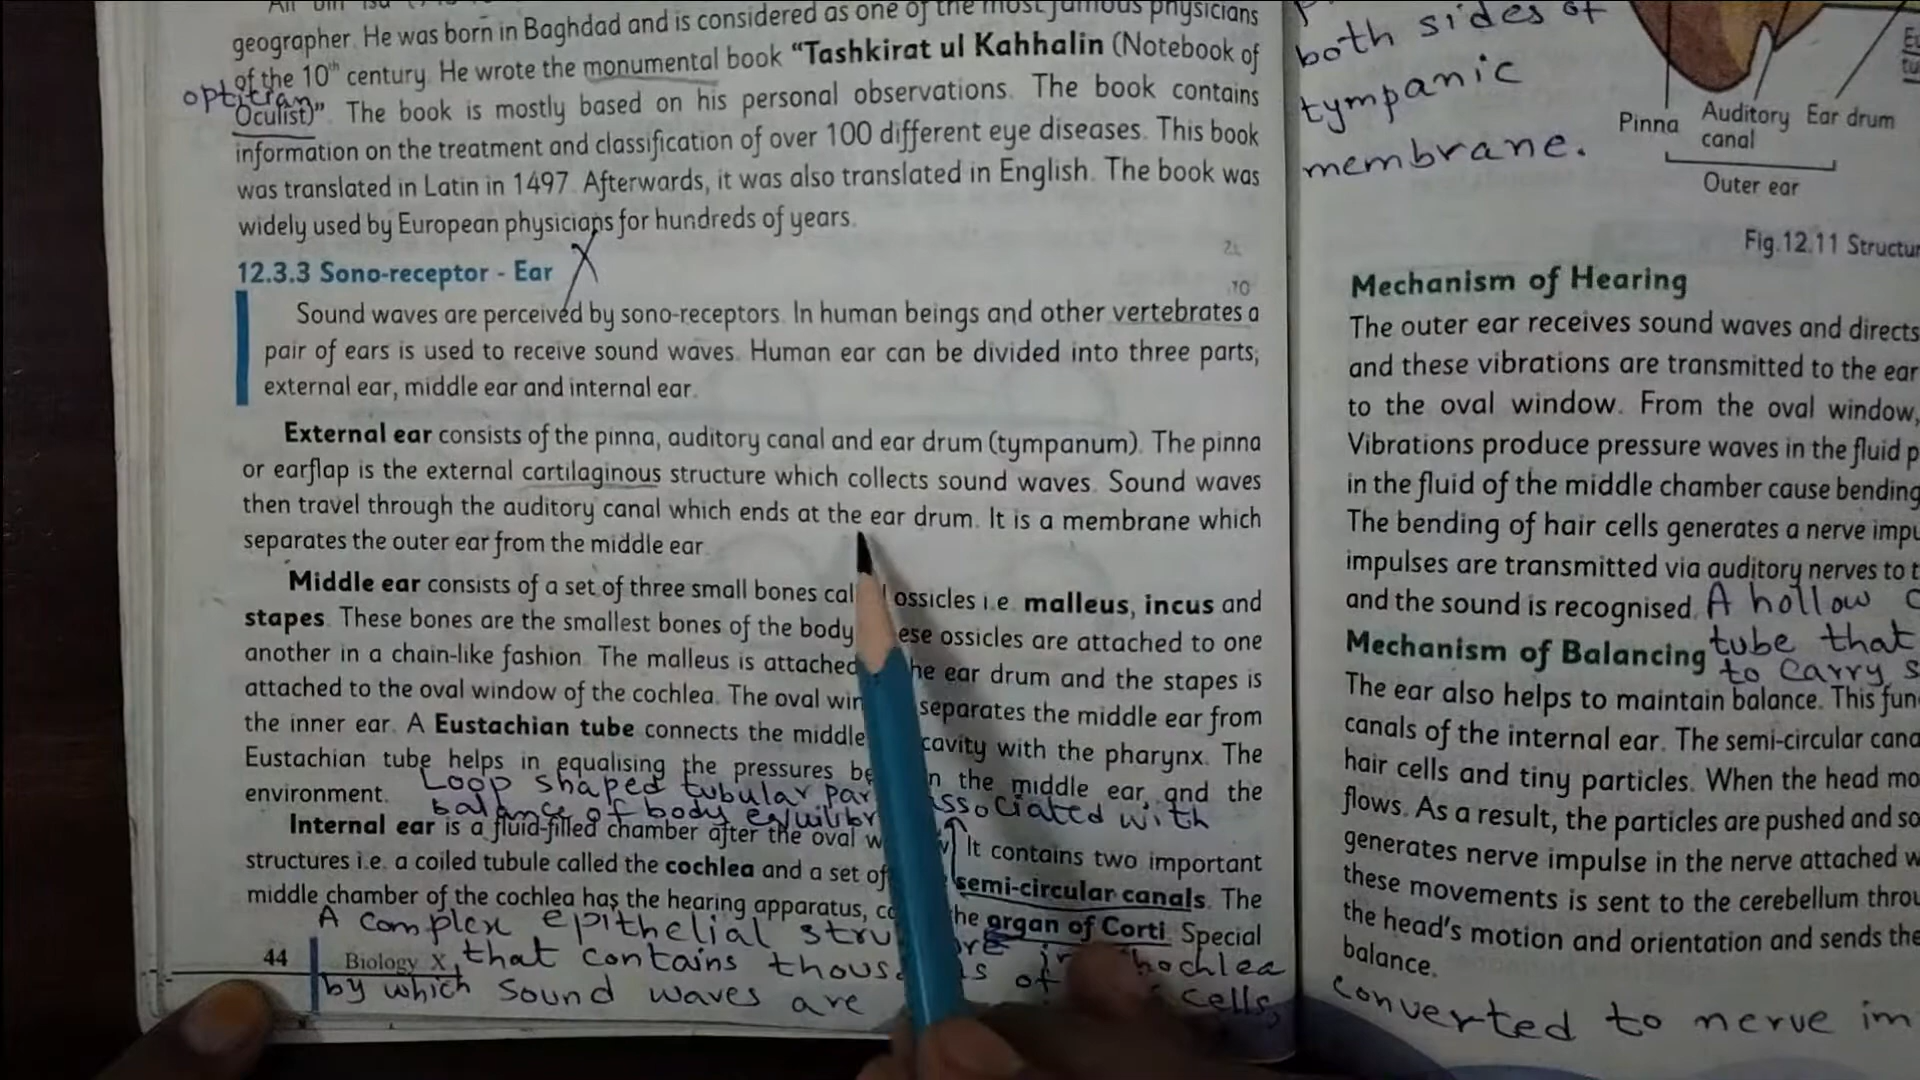 geographer. He was born in Baghdad and is considered as one of the most famous physicians
of the 10th century. He wrote the monumental book "Tashkirat ul Kahhalin (Notebook of
optitian
Oculist)". The book is mostly based on his personal observations. The book contains
information on the treatment and classification of over 100 different eye diseases. This book
was translated in Latin in 1497. Afterwards, it was also translated in English. The book was
widely used by European physicians for hundreds of years.
12.3.3 Sono-receptor - Ear
Sound waves are perceived by sono-receptors. In human beings and other vertebrates a
pair of ears is used to receive sound waves. Human ear can be divided into three parts;
external ear, middle ear and internal ear.
External ear consists of the pinna, auditory canal and ear drum (tympanum). The pinna
or earflap is the external cartilaginous structure which collects sound waves. Sound waves
then travel through the auditory canal which ends at the ear drum. It is a membrane which
separates the outer ear from the middle ear.
Middle ear consists of a set of three small bones ossicles i.e. malleus, incus and
stapes. These bones are the smallest bones of the body ossicles are attached to one
another in a chain-like fashion. The malleus is attached ear drum and the stapes is
attached to the oval window of the cochlea. The oval separates the middle ear from
the inner ear. A Eustachian tube connects the middle cavity with the pharynx. The
Eustachian tube helps in equalising the pressures the middle ear, and the
environment. Loop shaped tubular associated with
balance of body
Internal ear is a fluid-filled chamber after the oval It contains two important
structures i.e. a coiled tubule called the cochlea and a set of semi-circular canals. The
middle chamber of the cochlea has the hearing apparatus, organ of Corti. Special
A complex epithelial
44 Biology X that contains of cells,
by which sound waves are
both sides of
tympanic
membrane.
Pinna Auditory canal Ear drum
Outer ear
Fig.12.11
Mechanism of Hearing
The outer ear receives sound waves and directs
and these vibrations are transmitted to the ear
to the oval window. From the oval window,
Vibrations produce pressure waves in the fluid
in the fluid of the middle chamber cause bending
The bending of hair cells generates a nerve
impulses are transmitted via auditory nerves to
and the sound is recognised. A hollow
Mechanism of Balancing tube that
to carry
The ear also helps to maintain balance. This
canals of the internal ear. The semi-circular
hair cells and tiny particles. When the head
flows. As a result, the particles are pushed and
generates nerve impulse in the nerve attached
these movements is sent to the cerebellum
the head's motion and orientation and sends the
balance.
converted to nerve